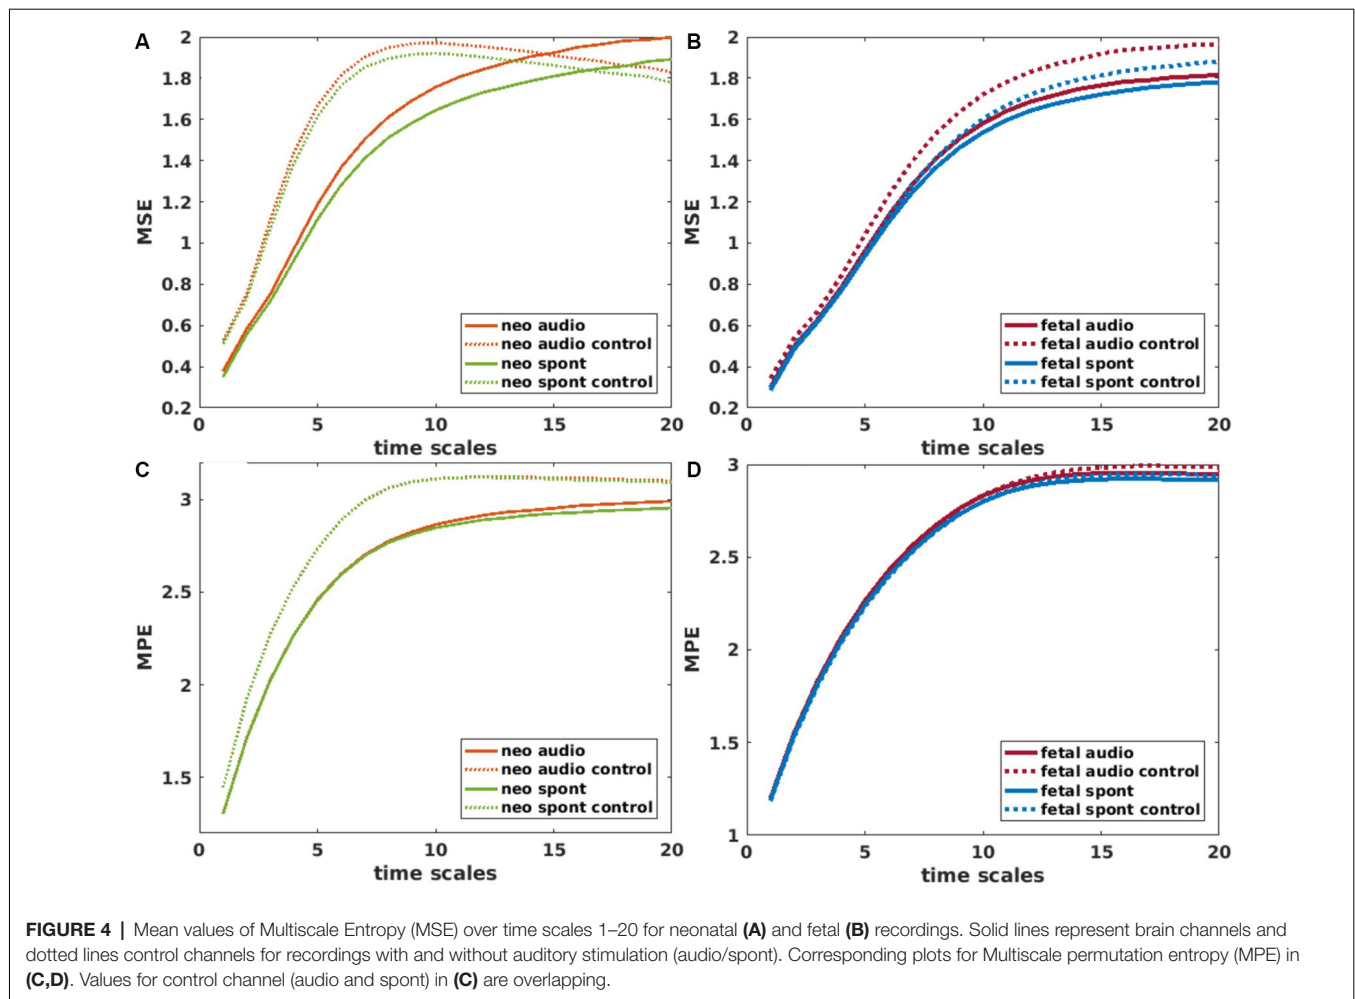 A
2
1.8
1.6
1.4
1.2
1
0.8
0.6
0.4
0.2
MSE
neo audio
neo audio control
neo spont
neo spont control
0 5 10 15 20
time scales
B
2
1.8
1.6
1.4
1.2
1
0.8
0.6
0.4
0.2
MSE
fetal audio
fetal audio control
fetal spont
fetal spont control
0 5 10 15 20
time scales
C
3
2.5
2
1.5
MPE
neo audio
neo audio control
neo spont
neo spont control
0 5 10 15 20
time scales
D
3
2.5
2
1.5
1
MPE
fetal audio
fetal audio control
fetal spont
fetal spont control
0 5 10 15 20
time scales
FIGURE 4 | Mean values of Multiscale Entropy (MSE) over time scales 1–20 for neonatal (A) and fetal (B) recordings. Solid lines represent brain channels and
dotted lines control channels for recordings with and without auditory stimulation (audio/spont). Corresponding plots for Multiscale permutation entropy (MPE) in
(C,D). Values for control channel (audio and spont) in (C) are overlapping.